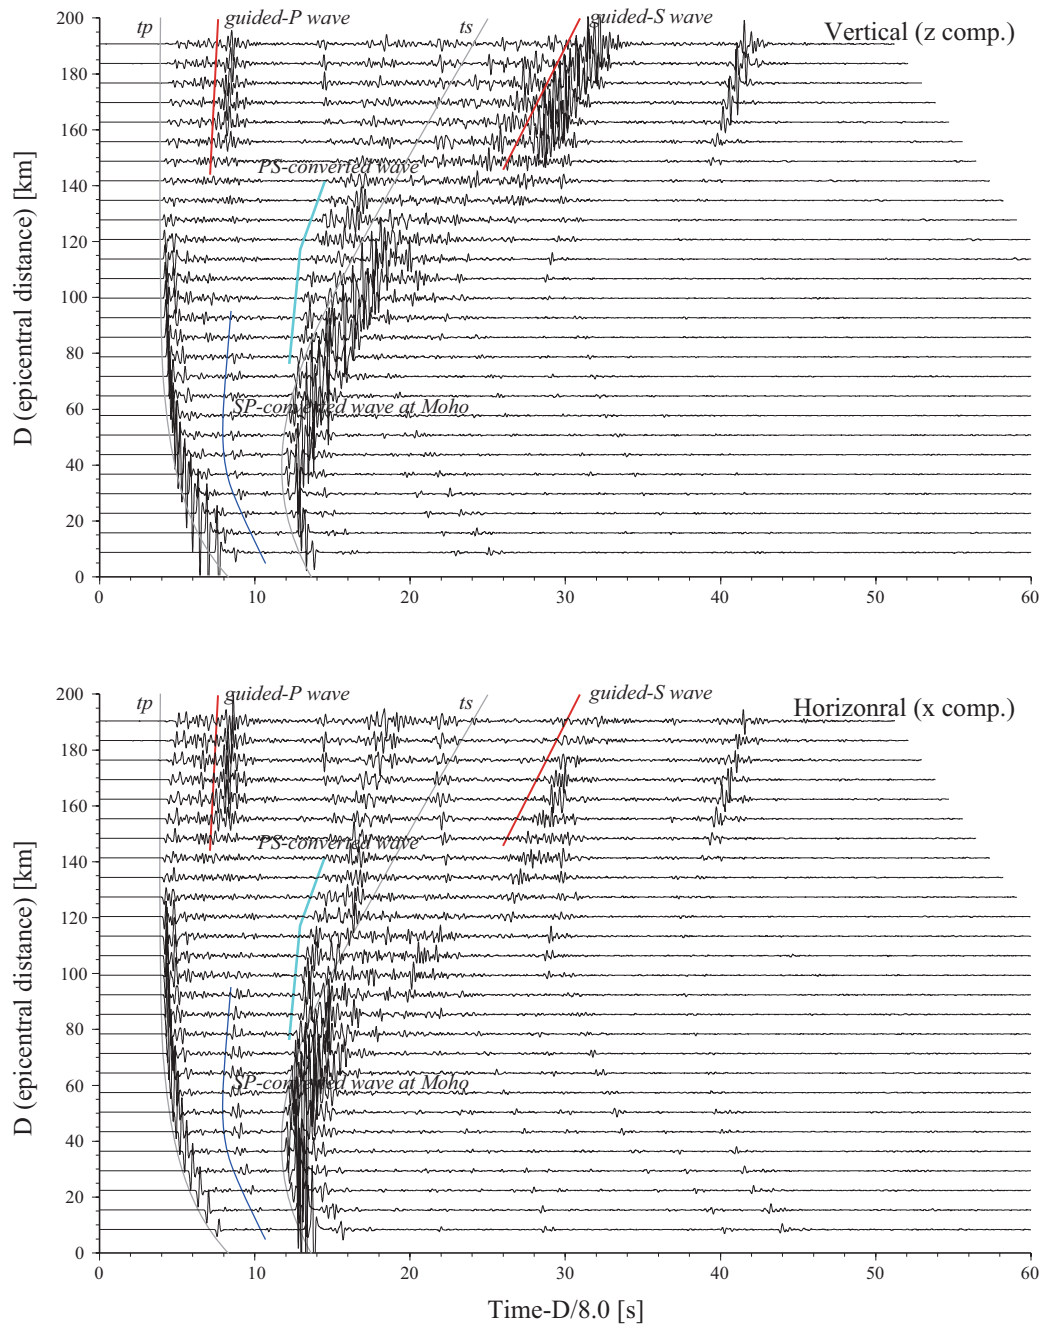 200
180
160
140
120
100
80
60
40
20
0
D (epicentral distance) [km]
tp
guided-P wave
ts
guided-S wave
Vertical (z comp.)
PS-converted wave
SP-converted wave at Moho
0 10 20 30 40 50 60
200
180
160
140
120
100
80
60
40
20
0
D (epicentral distance) [km]
tp
guided-P wave
ts
guided-S wave
Horizonral (x comp.)
PS-converted wave
SP-converted wave at Moho
0 10 20 30 40 50 60
Time-D/8.0 [s]